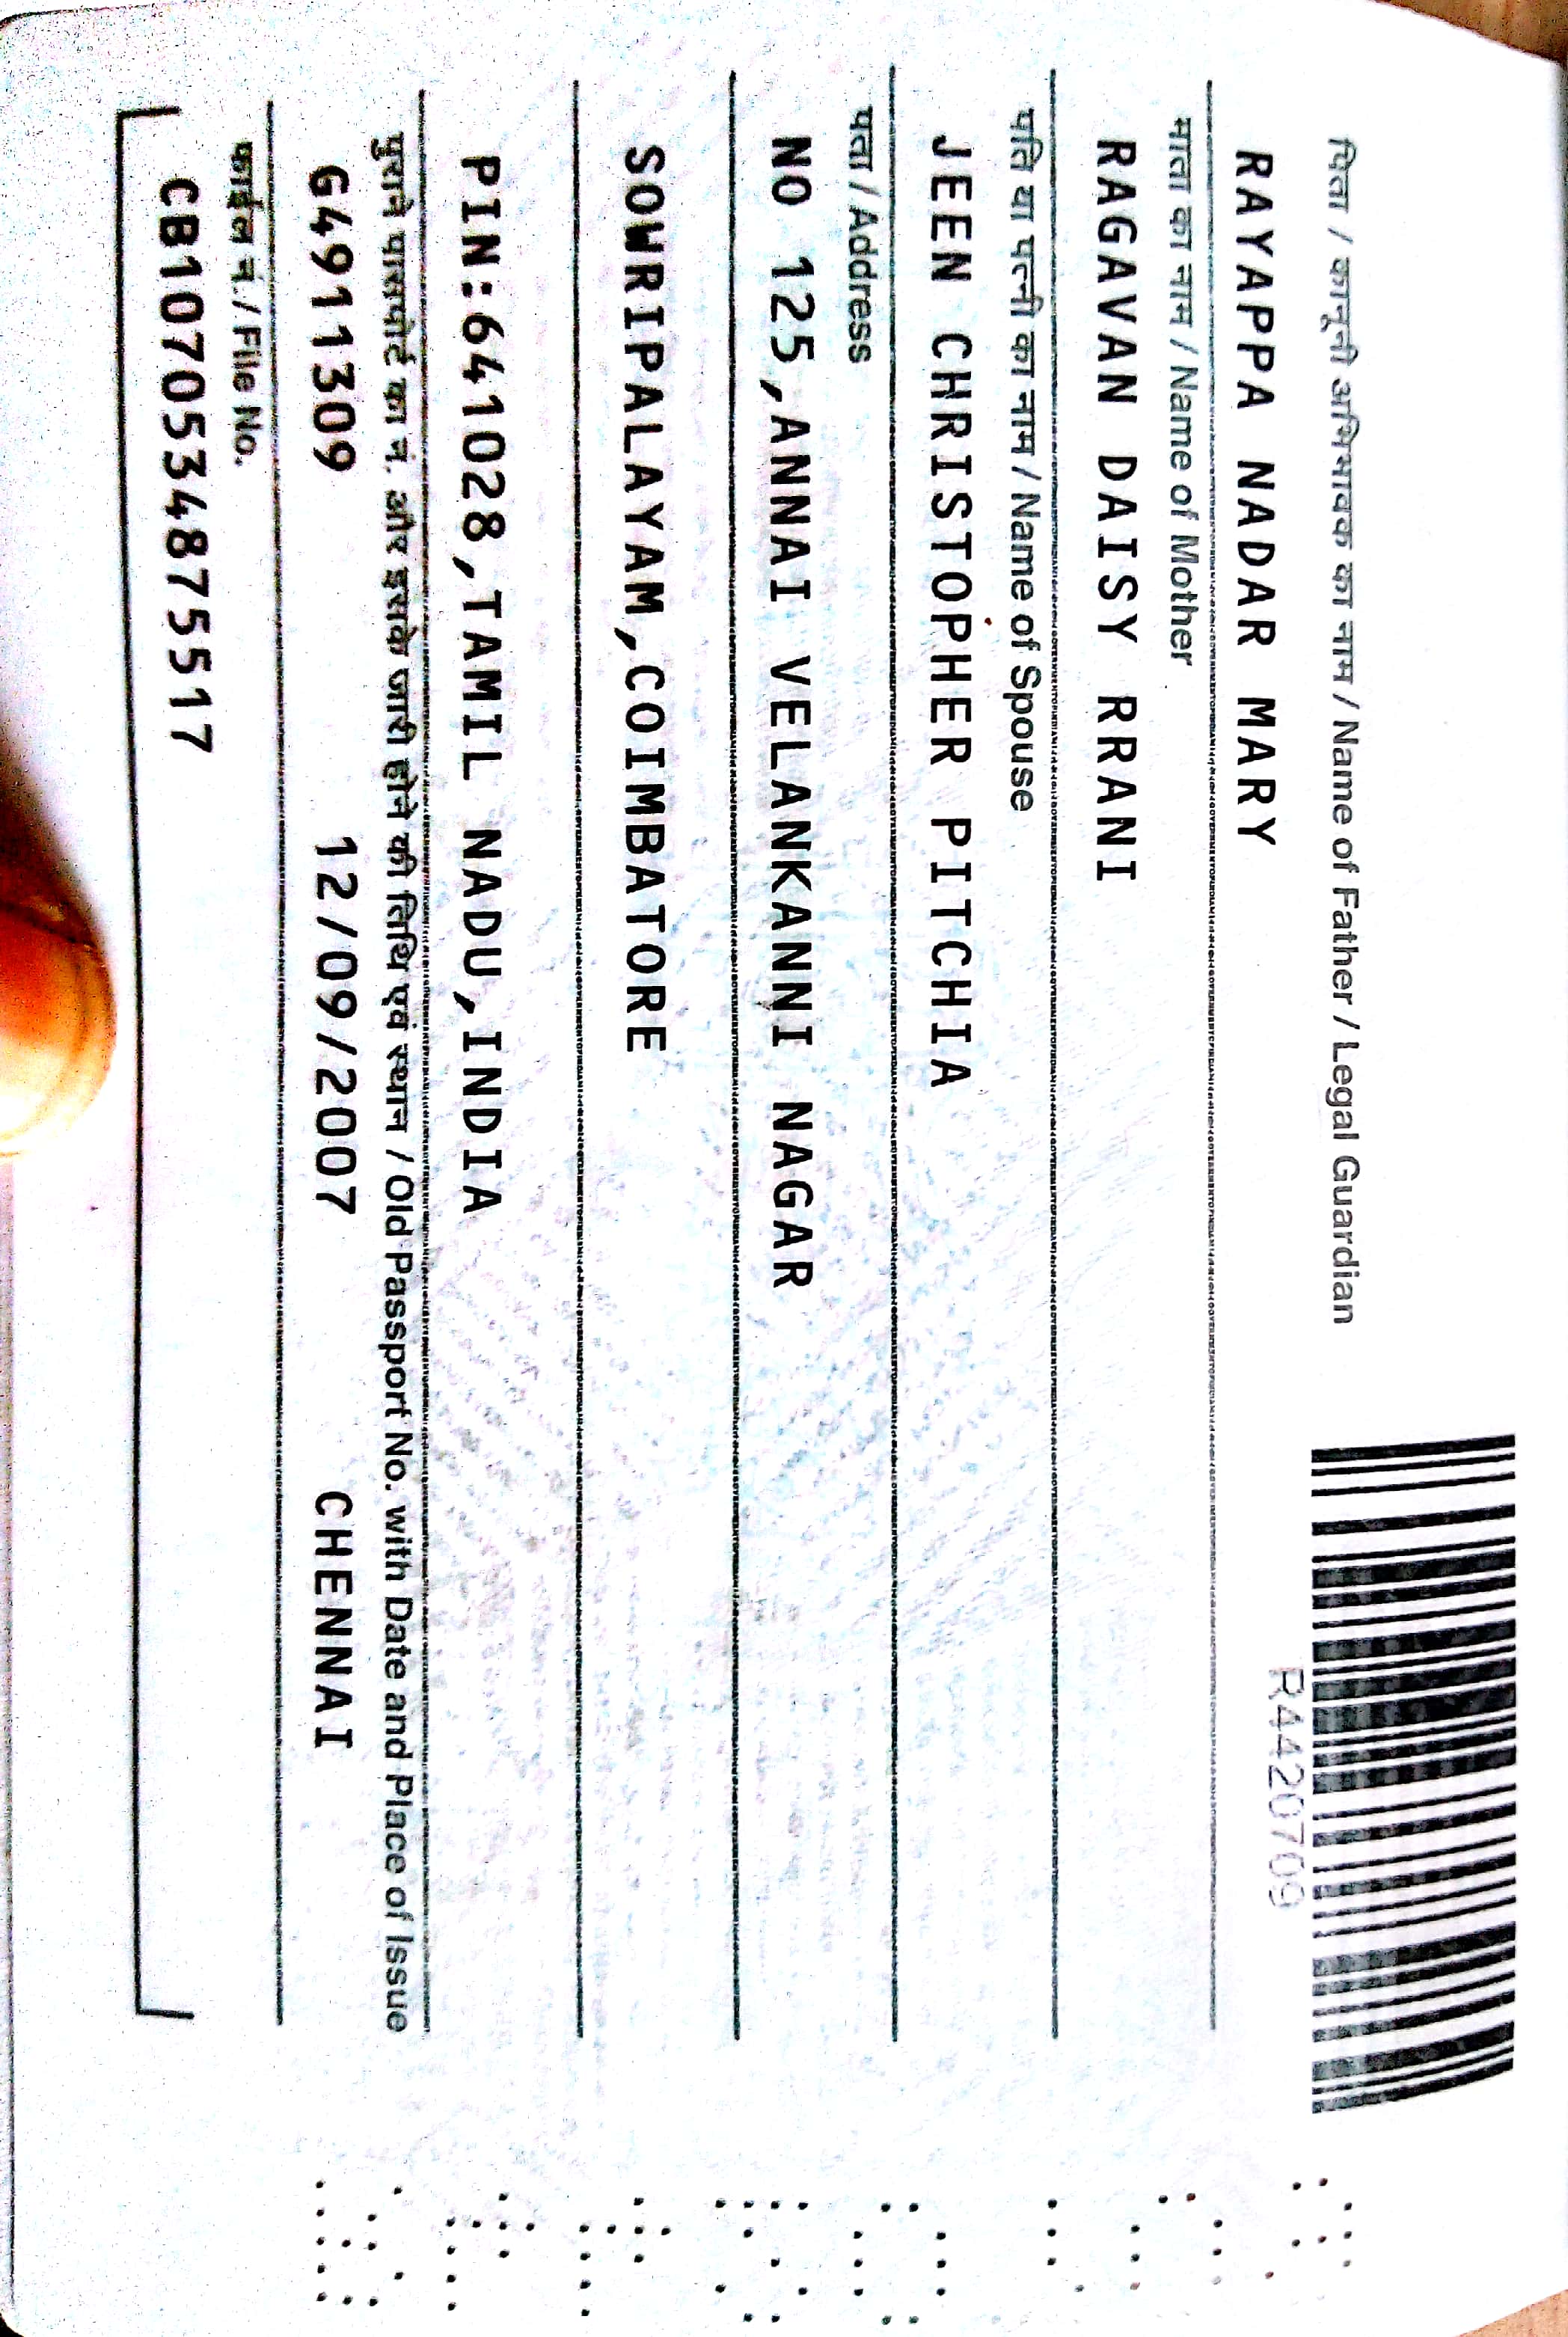 पिता / कानूनी अभिभावक का नाम / Name of Father / Legal Guardian
RAYAPPA NADAR MARY
R4420709
माता का नाम / Name of Mother
RAGAVAN DAISY RRANI
पति या पत्नी का नाम / Name of Spouse
JEEN CHRISTOPHER PITCHIA
पता / Address
NO 125,ANNAI VELANKANNI NAGAR
SOWRIPALAYAM,COIMBATORE
PIN:641028,TAMIL NADU,INDIA
पुराने पासपोर्ट का नं. और इसके जारी होने की तिथि एवं स्थान / Old Passport No. with Date and Place of Issue
G4911309 12/09/2007 CHENNAI
फाईल नं. / File No.
CB1070534875517